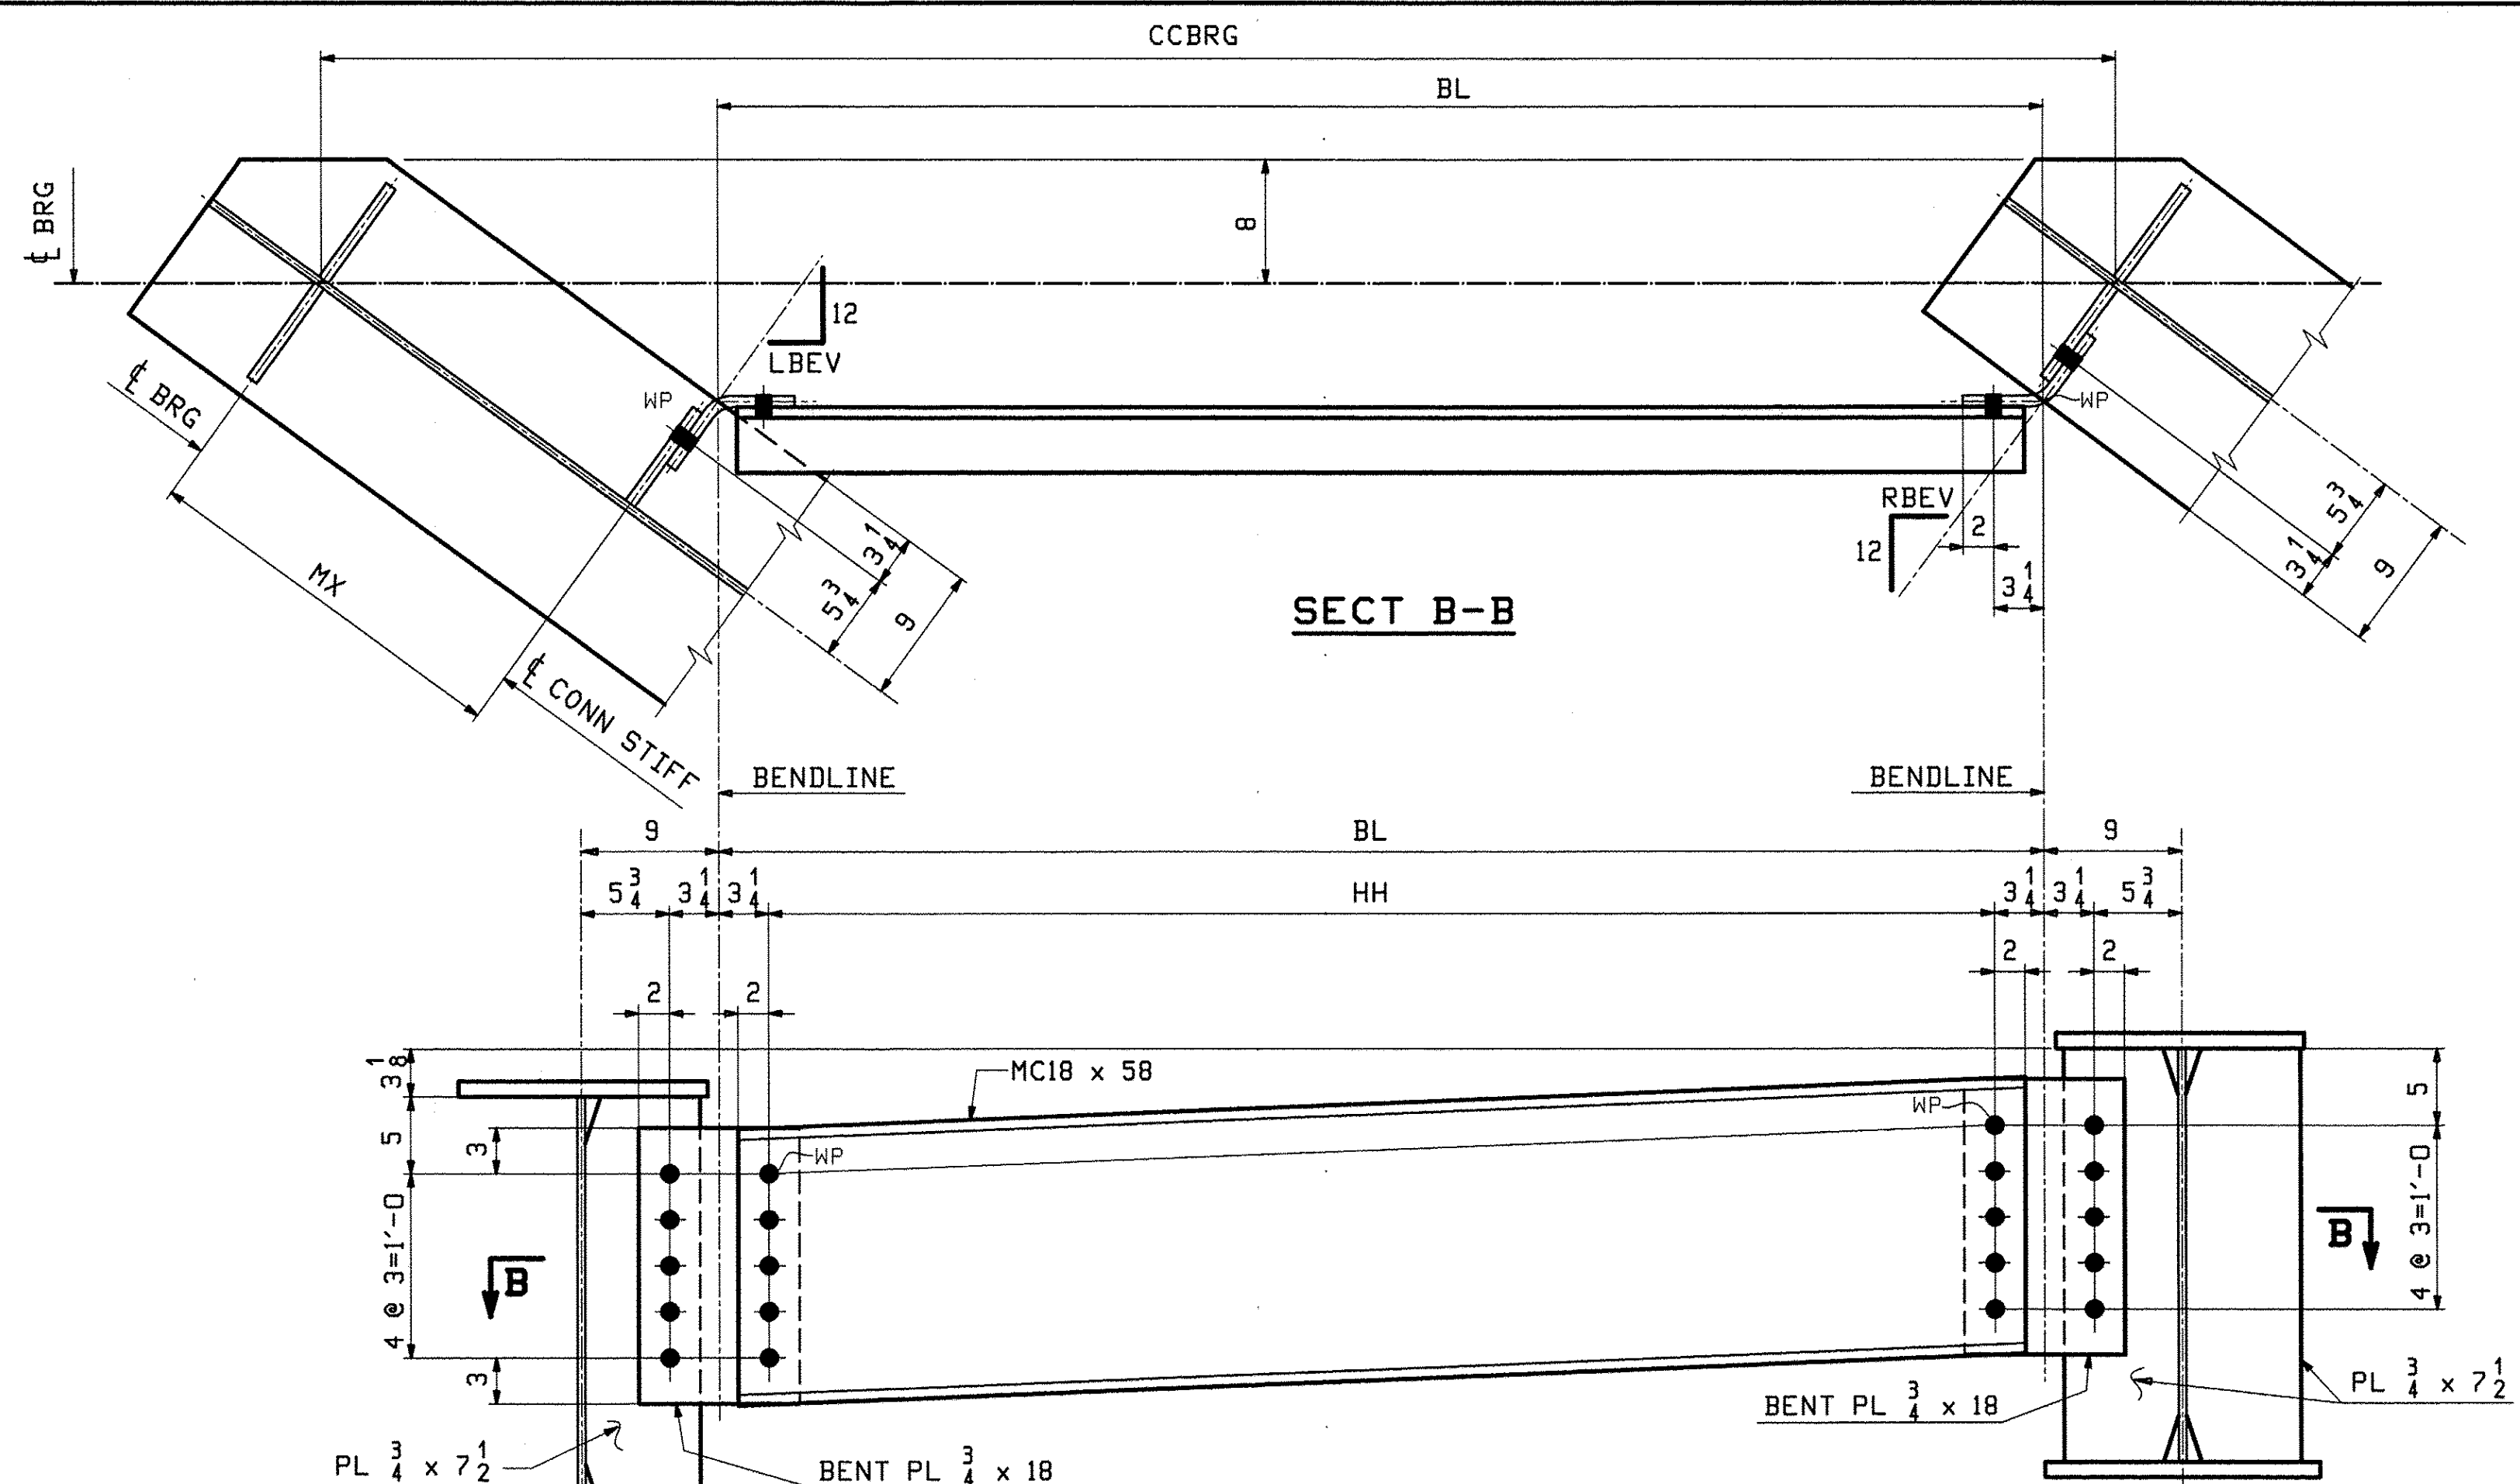 CCBRG
BL
℄ BRG
8
12
LBEV
WP
WP
℄ BRG
RBEV
2
12
3 1/4
3 1/4
5 3/4
9
5 3/4
3 1/4
9
MX
SECT B-B
℄ CONN STIFF
BENDLINE
BENDLINE
9
BL
9
5 3/4
3 1/4
3 1/4
HH
3 1/4
3 1/4
5 3/4
2
2
2
2
3 1/8
MC18 x 58
5
5
WP
3
WP
4 @ 3=1'-0
4 @ 3=1'-0
B
B
3
PL 3/4 x 7 1/2
BENT PL 3/4 x 18
PL 3/4 x 7 1/2
BENT PL 3/4 x 18